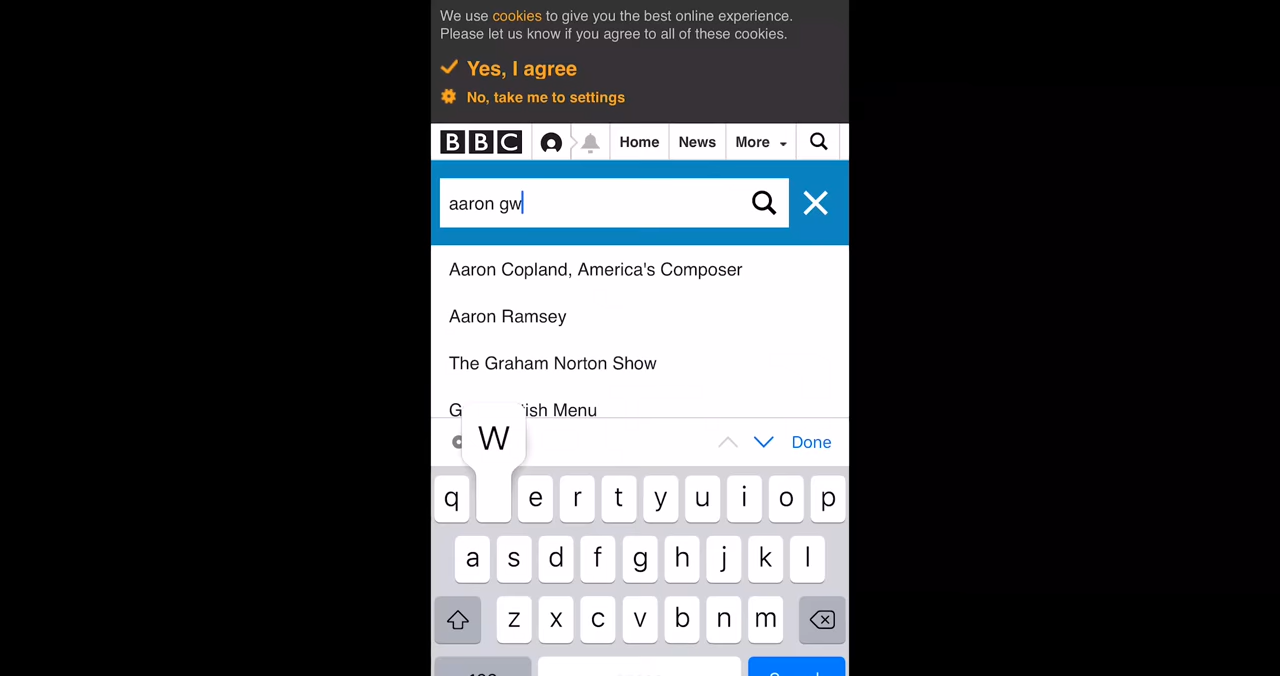 We use cookies to give you the best online experience.
Please let us know if you agree to all of these cookies.
Yes, I agree
No, take me to settings
BBC Home News More
aaron gw
Aaron Copland, America's Composer
Aaron Ramsey
The Graham Norton Show
Menu
W
Done
q e r t y u i o p
a s d f g h j k l
z x c v b n m